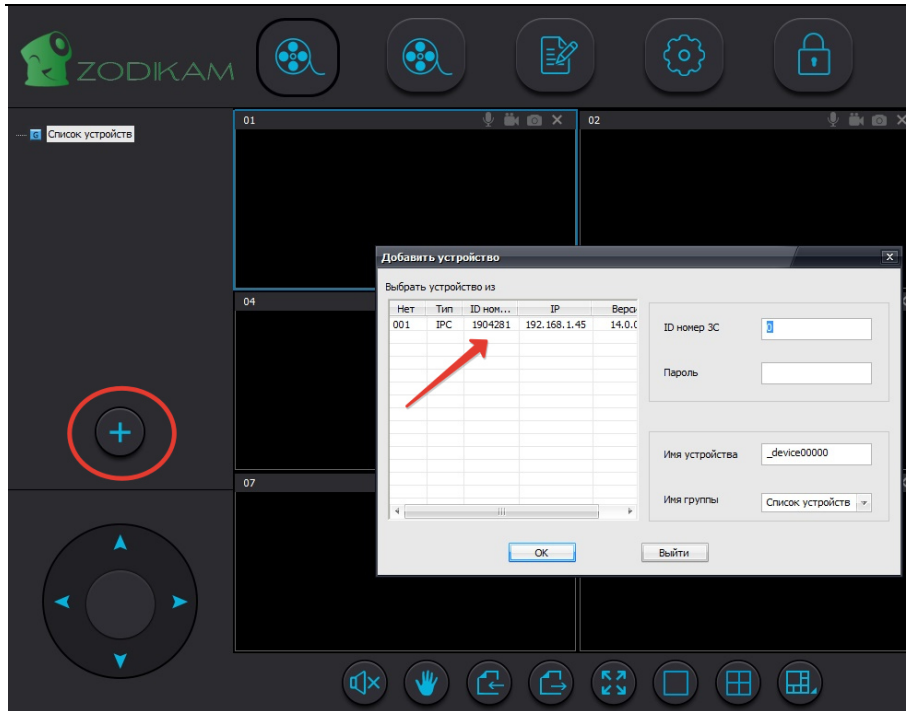 ZODIKAM
Список устройств
01
02
04
07
Добавить устройство
Выбрать устройство из
Нет Тип ID ном... IP Верси
001 IPC 1904281 192.168.1.45 14.0.0
ID номер ЗС 0
Пароль
Имя устройства _device00000
Имя группы Список устройств
OK Выйти